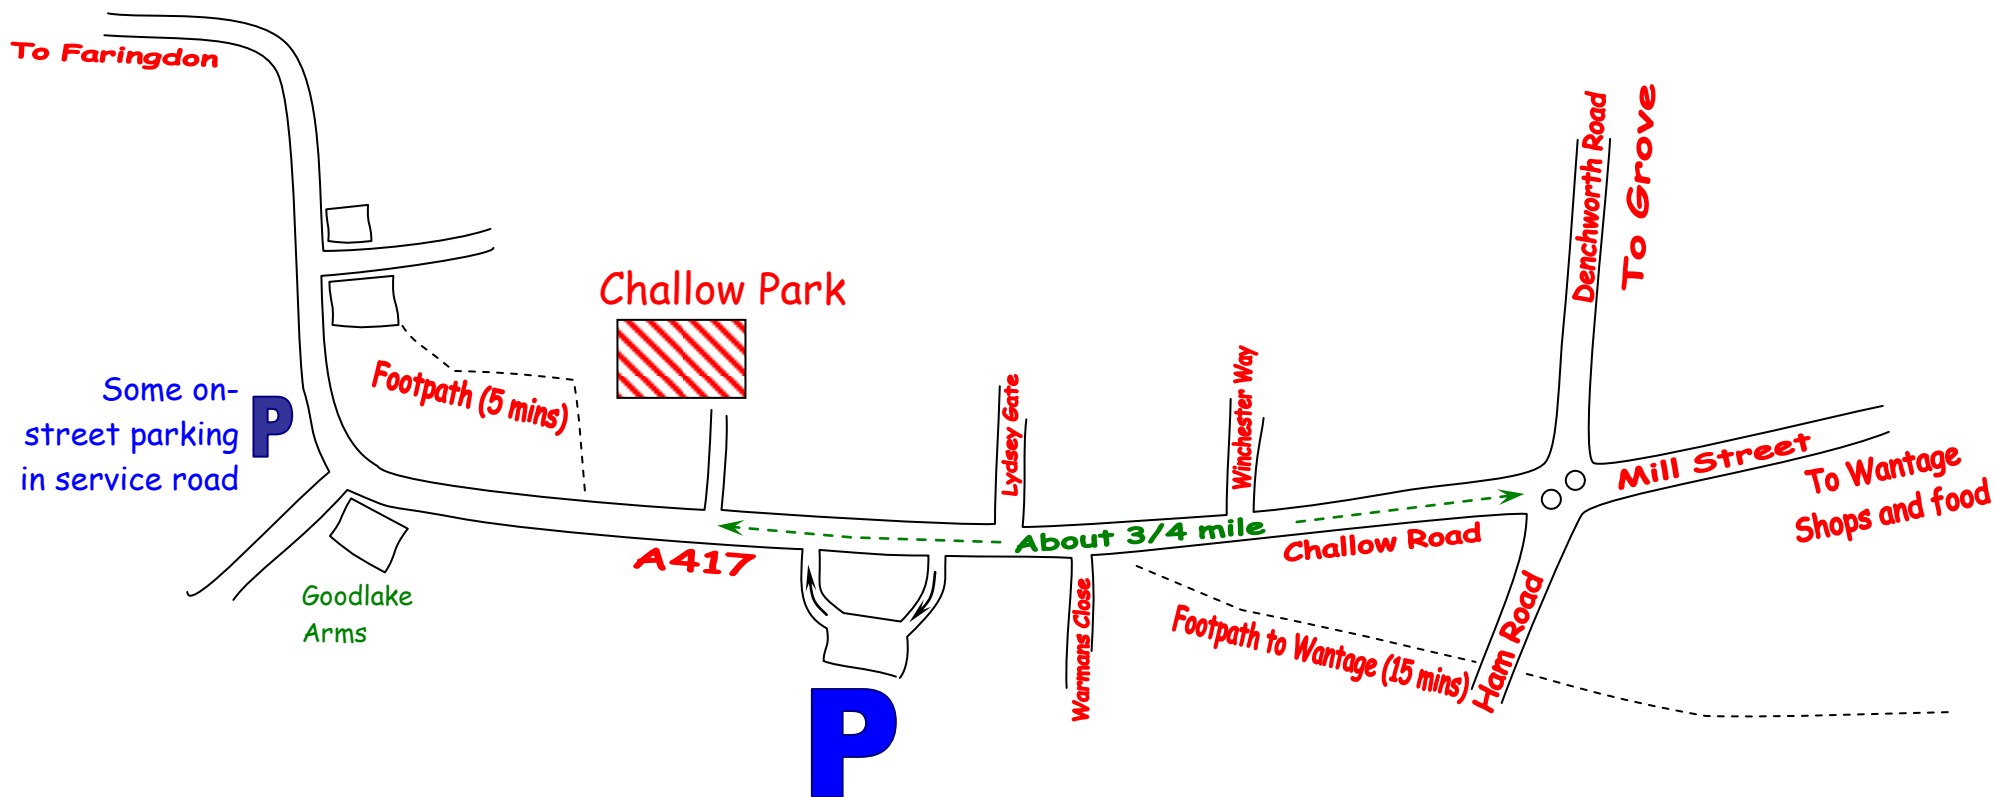 To Faringdon
Denchworth Road
To Grove
Challow Park
Some on-
street parking
in service road
P
Footpath (5 mins)
Lydsey Gate
Winchester Way
Mill Street
To Wantage
Shops and food
About 3/4 mile
Challow Road
A417
Goodlake
Arms
Warmans Close
Footpath to Wantage (15 mins)
Ham Road
P